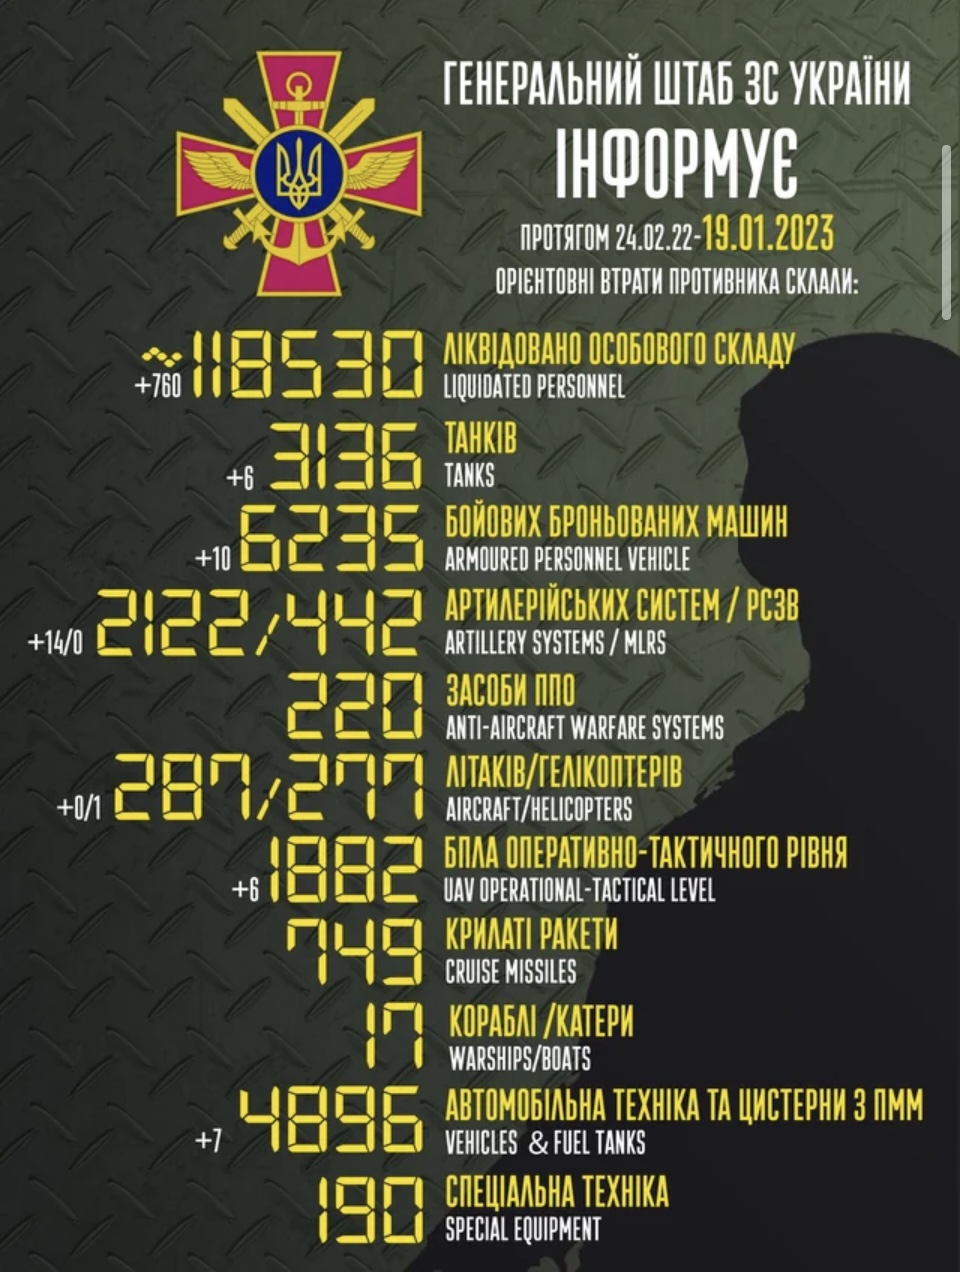 ГЕНЕРАЛЬНИЙ ШТАБ ЗС УКРАЇНИ
ІНФОРМУЄ
ПРОТЯГОМ 24.02.22-19.01.2023
ОРІЄНТОВНІ ВТРАТИ ПРОТИВНИКА СКЛАЛИ:
+760 ~118530 ЛІКВІДОВАНО ОСОБОВОГО СКЛАДУ
LIQUIDATED PERSONNEL
+6 3136 ТАНКІВ
TANKS
+10 6235 БОЙОВИХ БРОНЬОВАНИХ МАШИН
ARMOURED PERSONNEL VEHICLE
+14/0 2122/442 АРТИЛЕРІЙСЬКИХ СИСТЕМ / РСЗВ
ARTILLERY SYSTEMS / MLRS
220 ЗАСОБИ ППО
ANTI-AIRCRAFT WARFARE SYSTEMS
+0/1 287/277 ЛІТАКІВ/ГЕЛІКОПТЕРІВ
AIRCRAFT/HELICOPTERS
+6 1882 БПЛА ОПЕРАТИВНО-ТАКТИЧНОГО РІВНЯ
UAV OPERATIONAL-TACTICAL LEVEL
749 КРИЛАТІ РАКЕТИ
CRUISE MISSILES
17 КОРАБЛІ /КАТЕРИ
WARSHIPS/BOATS
+7 4896 АВТОМОБІЛЬНА ТЕХНІКА ТА ЦИСТЕРНИ З ПММ
VEHICLES & FUEL TANKS
190 СПЕЦІАЛЬНА ТЕХНІКА
SPECIAL EQUIPMENT